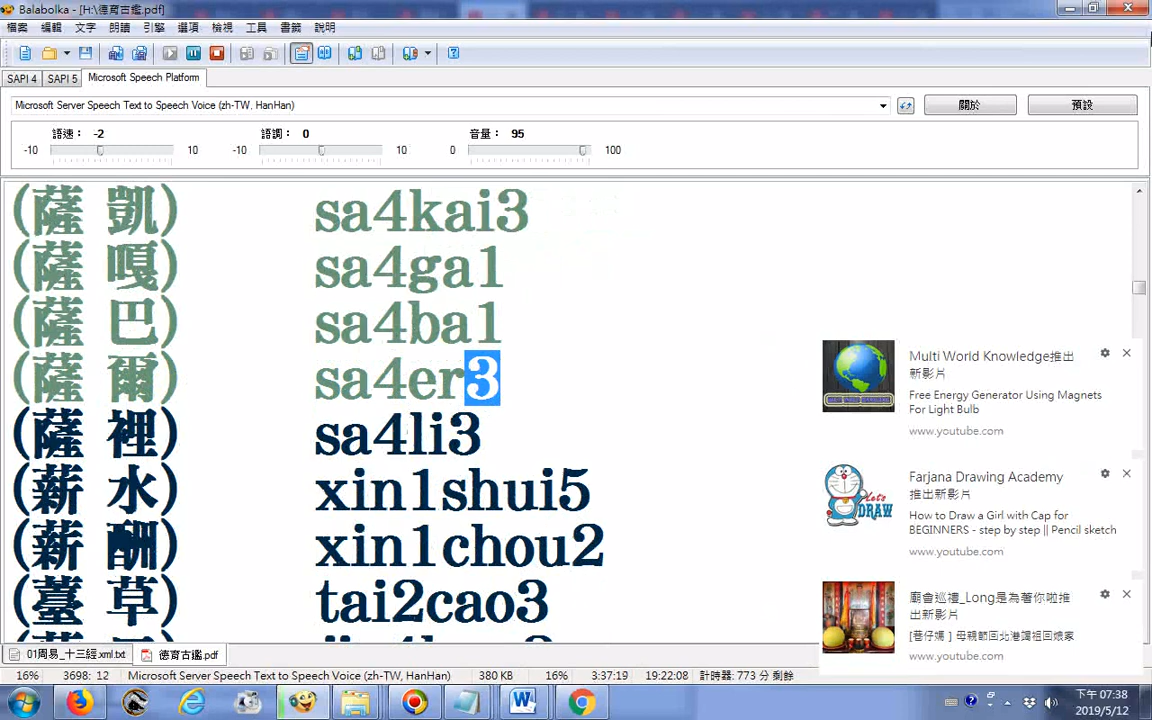 Balabolka - [H:\德育古鑑.pdf]
檔案 編輯 文字 朗讀 引擎 選項 檢視 工具 書籤 說明
SAPI 4 SAPI 5 Microsoft Speech Platform
Microsoft Server Speech Text to Speech Voice (zh-TW, HanHan) 關於 預設
語速： -2 語調： 0 音量： 95
-10 10 -10 10 0 100
(薩 凱) sa4kai3
(薩 嘎) sa4ga1
(薩 巴) sa4ba1
(薩 爾) sa4er3
(薩 裡) sa4li3
(薪 水) xin1shui5
(薪 酬) xin1chou2
(薹 草) tai2cao3
Multi World Knowledge推出
新影片
Free Energy Generator Using Magnets
For Light Bulb
www.youtube.com
Farjana Drawing Academy
推出新影片
How to Draw a Girl with Cap for
BEGINNERS - step by step || Pencil sketch
www.youtube.com
廟會巡禮_Long是為著你啦推
出新影片
[巷仔媽] 母親節回北港謁祖回娘家
www.youtube.com
01周易_十三經.xml.txt 德育古鑑.pdf
16% 3698: 12 Microsoft Server Speech Text to Speech Voice (zh-TW, HanHan) 380 KB 16% 3:37:19 19:22:08 計時器: 773 分 剩餘
下午 07:38
2019/5/12